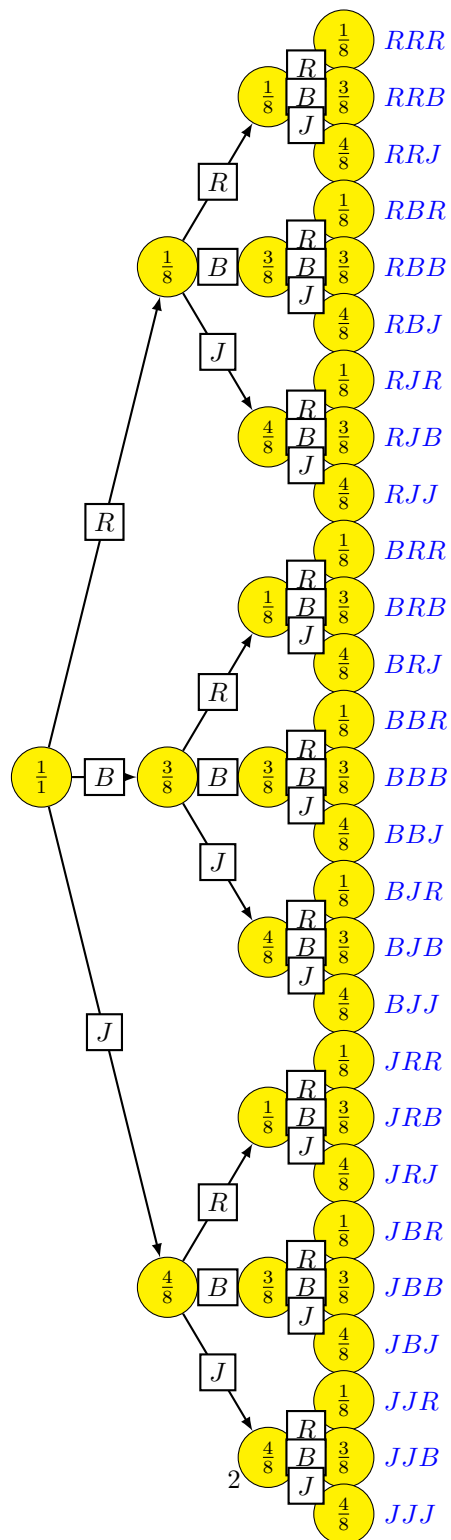 1/8 RRR
R
1/8 B 3/8 RRB
J
4/8 RRJ
R
1/8 RBR
R
1/8 B 3/8 B 3/8 RBB
J
4/8 RBJ
J
1/8 RJR
R
4/8 B 3/8 RJB
J
4/8 RJJ
R
1/8 BRR
R
1/8 B 3/8 BRB
J
4/8 BRJ
R
1/8 BBR
R
1/1 B 3/8 B 3/8 B 3/8 BBB
J
4/8 BBJ
J
1/8 BJR
R
4/8 B 3/8 BJB
J
4/8 BJJ
J
1/8 JRR
R
1/8 B 3/8 JRB
J
4/8 JRJ
R
1/8 JBR
R
4/8 B 3/8 B 3/8 JBB
J
4/8 JBJ
J
1/8 JJR
R
4/8 B 3/8 JJB
2 J
4/8 JJJ